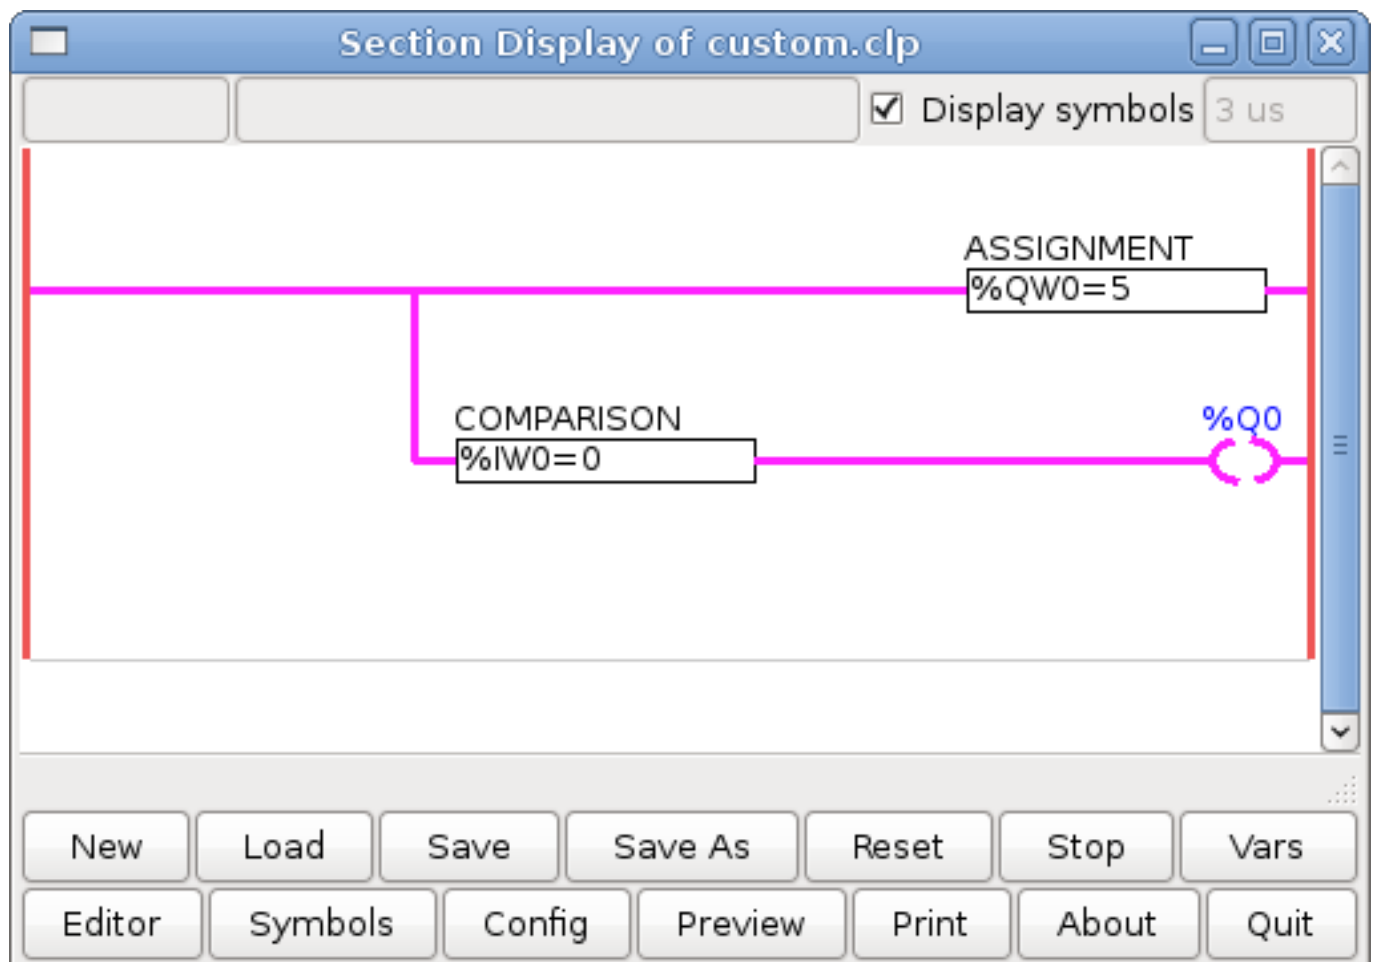 Section Display of custom.clp
Display symbols 3 us
ASSIGNMENT
%QW0=5
COMPARISON %Q0
%IW0=0
New Load Save Save As Reset Stop Vars
Editor Symbols Config Preview Print About Quit